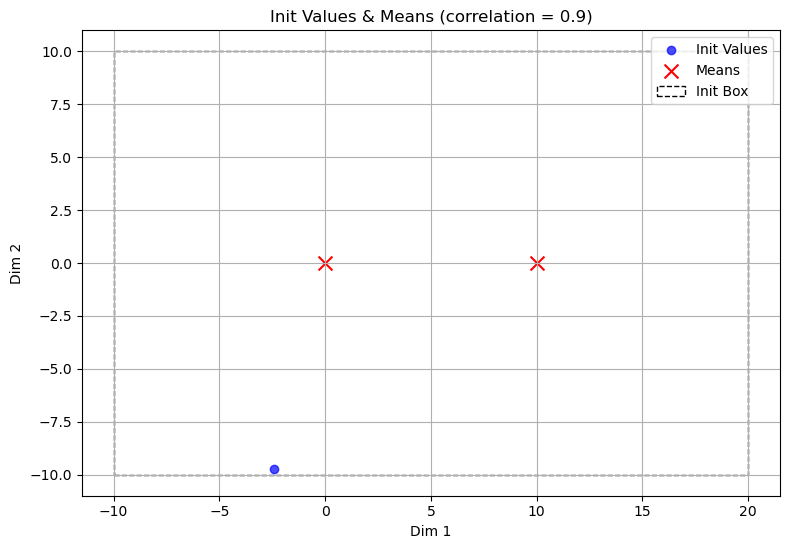 Init Values & Means (correlation = 0.9)
Init Values
Means
Init Box
10.0
7.5
5.0
2.5
0.0
−2.5
−5.0
−7.5
−10.0
Dim 2
−10
−5
0
5
10
15
20
Dim 1